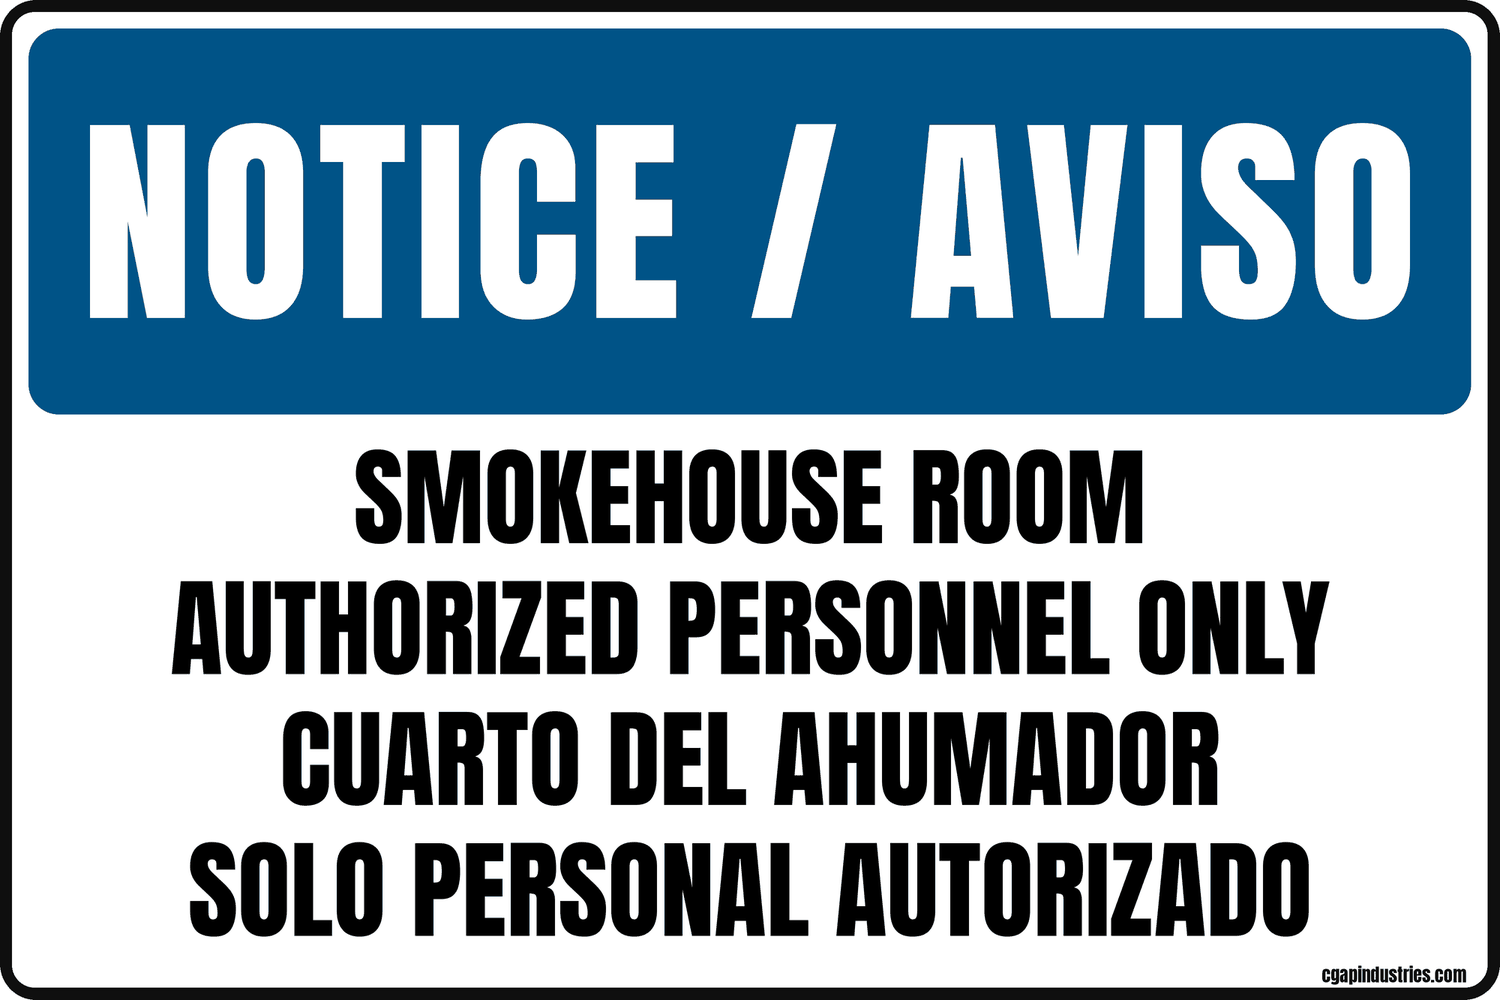 NOTICE / AVISO
SMOKEHOUSE ROOM
AUTHORIZED PERSONNEL ONLY
CUARTO DEL AHUMADOR
SOLO PERSONAL AUTORIZADO
cgapindustries.com